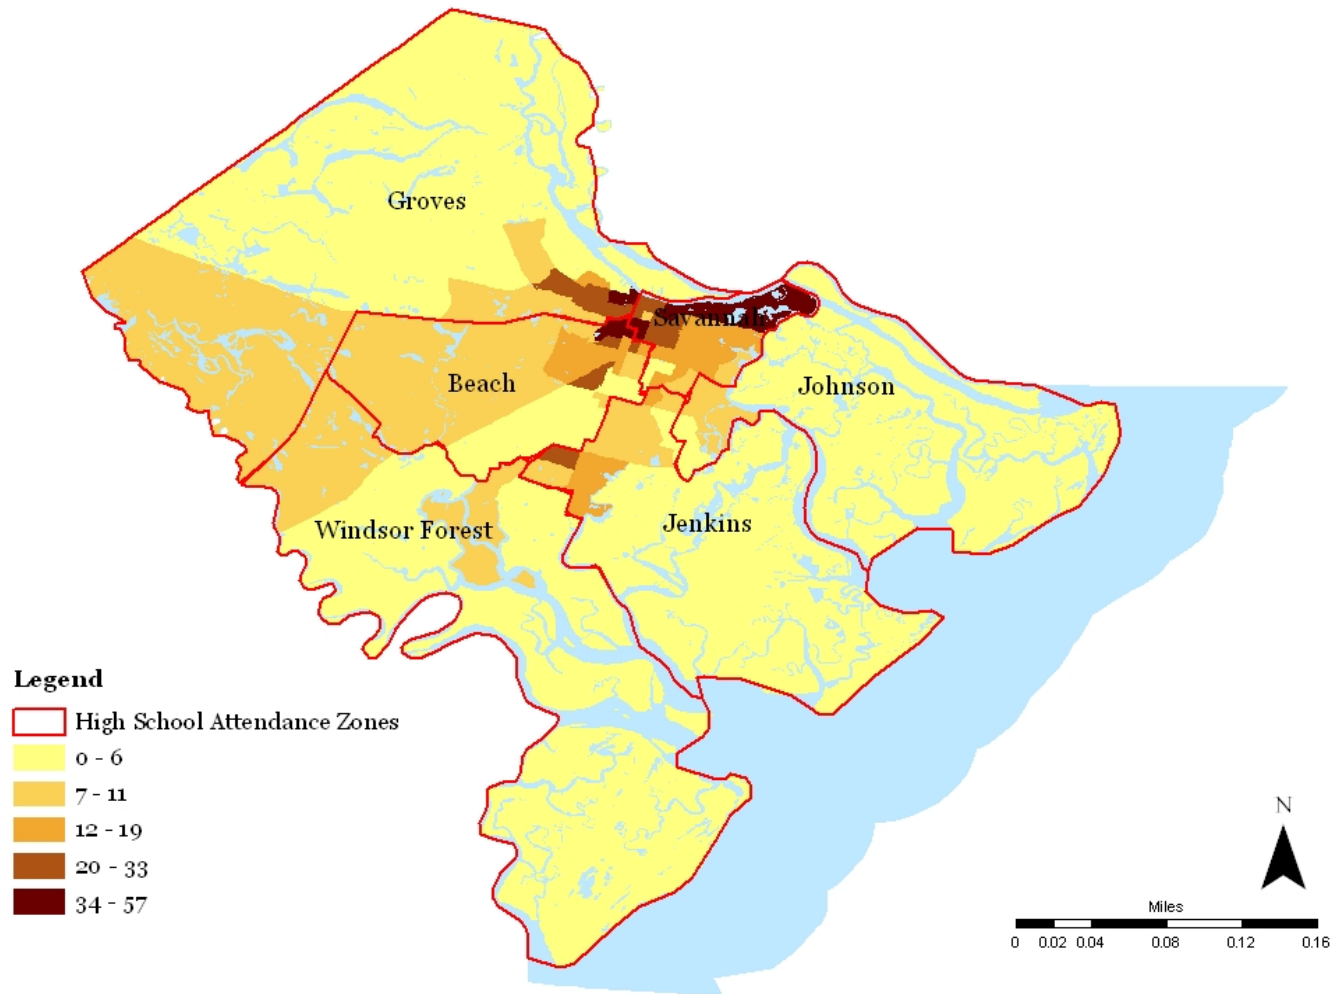 Groves
Savannah
Beach
Johnson
Windsor Forest
Jenkins
Legend
High School Attendance Zones
0 - 6
7 - 11
12 - 19
20 - 33
34 - 57
N
Miles
0 0.02 0.04 0.08 0.12 0.16